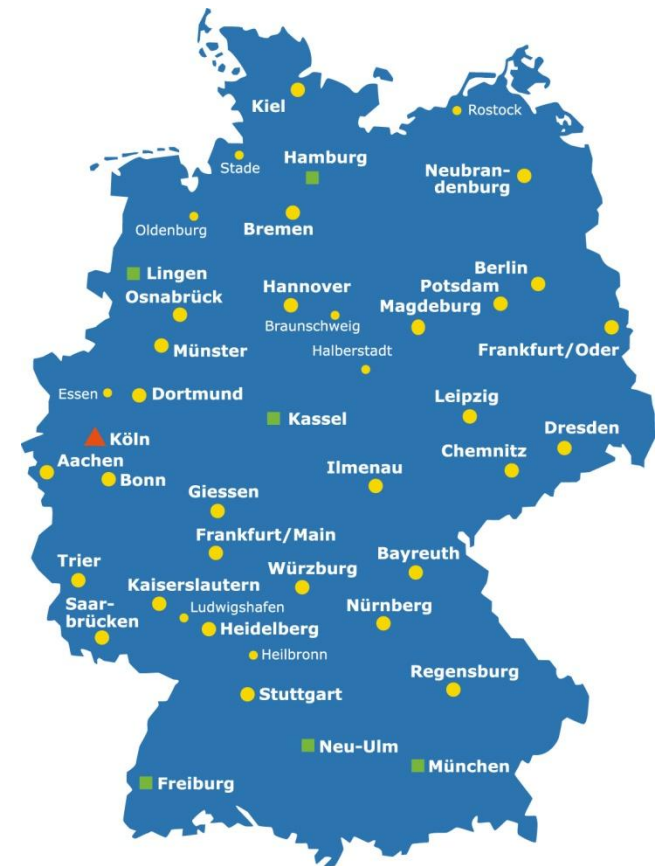 Kiel
Rostock
Stade
Hamburg
Neubran-
denburg
Oldenburg
Bremen
Lingen
Berlin
Osnabrück
Hannover
Potsdam
Magdeburg
Braunschweig
Münster
Halberstadt
Frankfurt/Oder
Essen
Dortmund
Leipzig
Kassel
Dresden
Köln
Chemnitz
Aachen
Ilmenau
Bonn
Giessen
Frankfurt/Main
Bayreuth
Trier
Würzburg
Kaiserslautern
Saar-
brücken
Ludwigshafen
Nürnberg
Heidelberg
Heilbronn
Regensburg
Stuttgart
Neu-Ulm
München
Freiburg